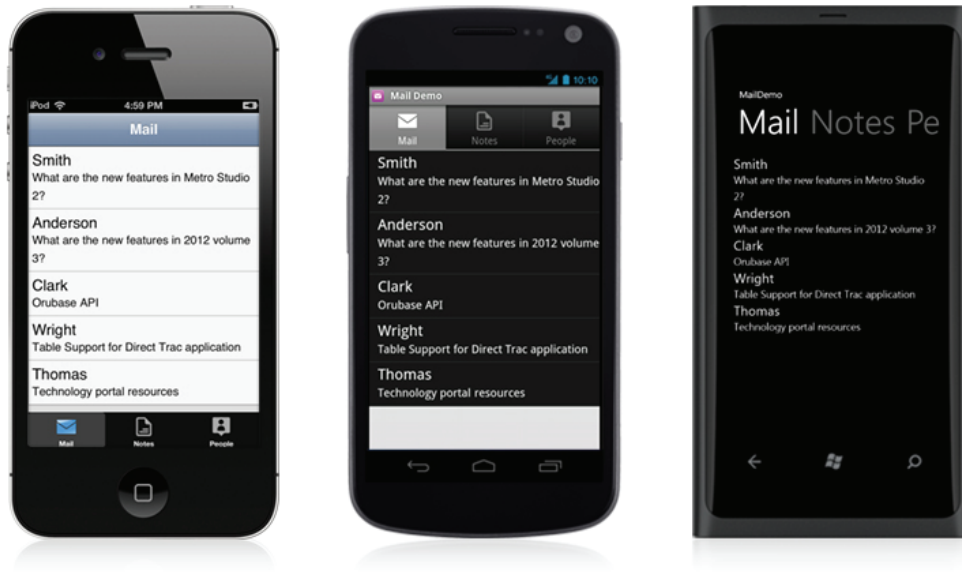 iPod
4:59 PM
Mail
Smith
What are the new features in Metro Studio
2?
Anderson
What are the new features in 2012 volume
3?
Clark
Orubase API
Wright
Table Support for Direct Trac application
Thomas
Technology portal resources
Mail
Notes
People
10:10
Mail Demo
Mail
Notes
People
Smith
What are the new features in Metro Studio
2?
Anderson
What are the new features in 2012 volume
3?
Clark
Orubase API
Wright
Table Support for Direct Trac application
Thomas
Technology portal resources
MailDemo
Mail Notes Pe
Smith
What are the new features in Metro Studio
2?
Anderson
What are the new features in 2012 volume 3?
Clark
Orubase API
Wright
Table Support for Direct Trac application
Thomas
Technology portal resources